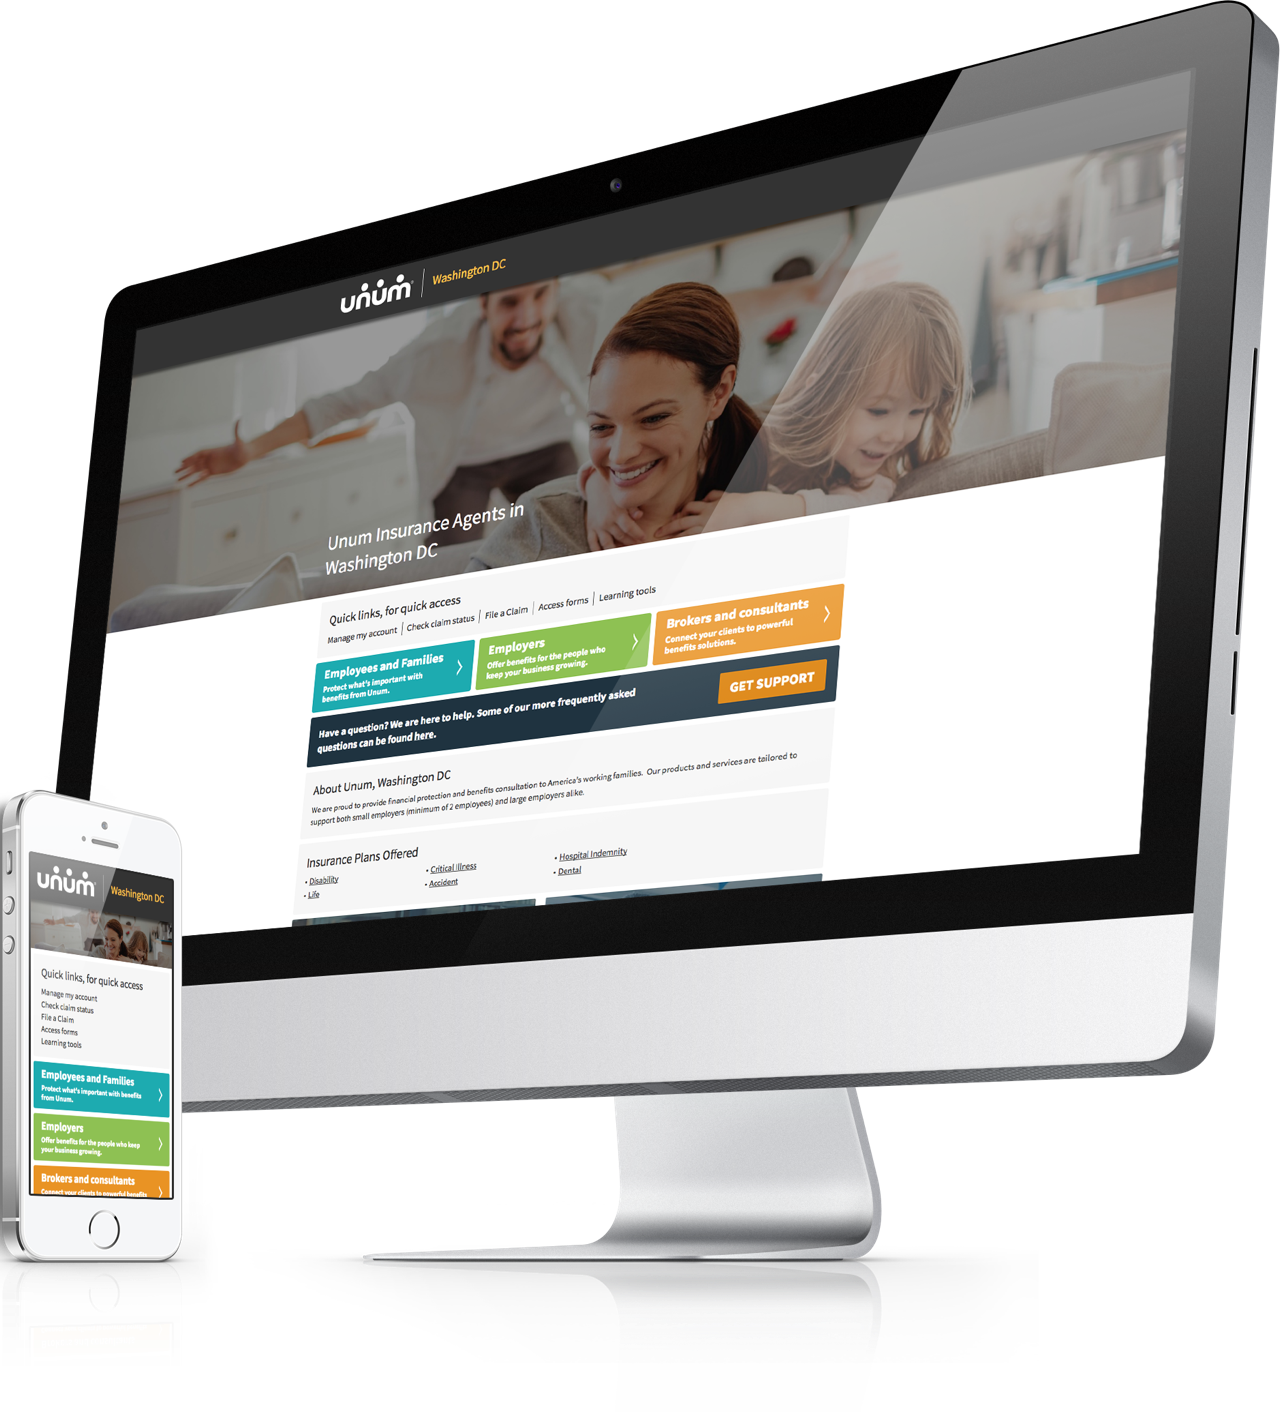 unum
Washington DC
Unum Insurance Agents in
Washington DC
Quick links, for quick access
Manage my account | Check claim status | File a Claim | Access forms | Learning tools
Employees and Families
Protect what's important with
benefits from Unum.
Employers
Offer benefits for the people who
keep your business growing.
Brokers and consultants
Connect your clients to powerful
benefits solutions.
Have a question? We are here to help. Some of our more frequently asked
questions can be found here.
GET SUPPORT
About Unum, Washington DC
We are proud to provide financial protection and benefits consultation to America's working families. Our products and services are tailored to
support both small employers (minimum of 2 employees) and large employers alike.
Insurance Plans Offered
• Disability
• Life
• Critical Illness
• Accident
• Hospital Indemnity
• Dental
unum
Washington DC
Quick links, for quick access
Manage my account
Check claim status
File a Claim
Access forms
Learning tools
Employees and Families
Protect what's important with benefits
from Unum.
Employers
Offer benefits for the people who keep
your business growing.
Brokers and consultants
Connect your clients to powerful benefits